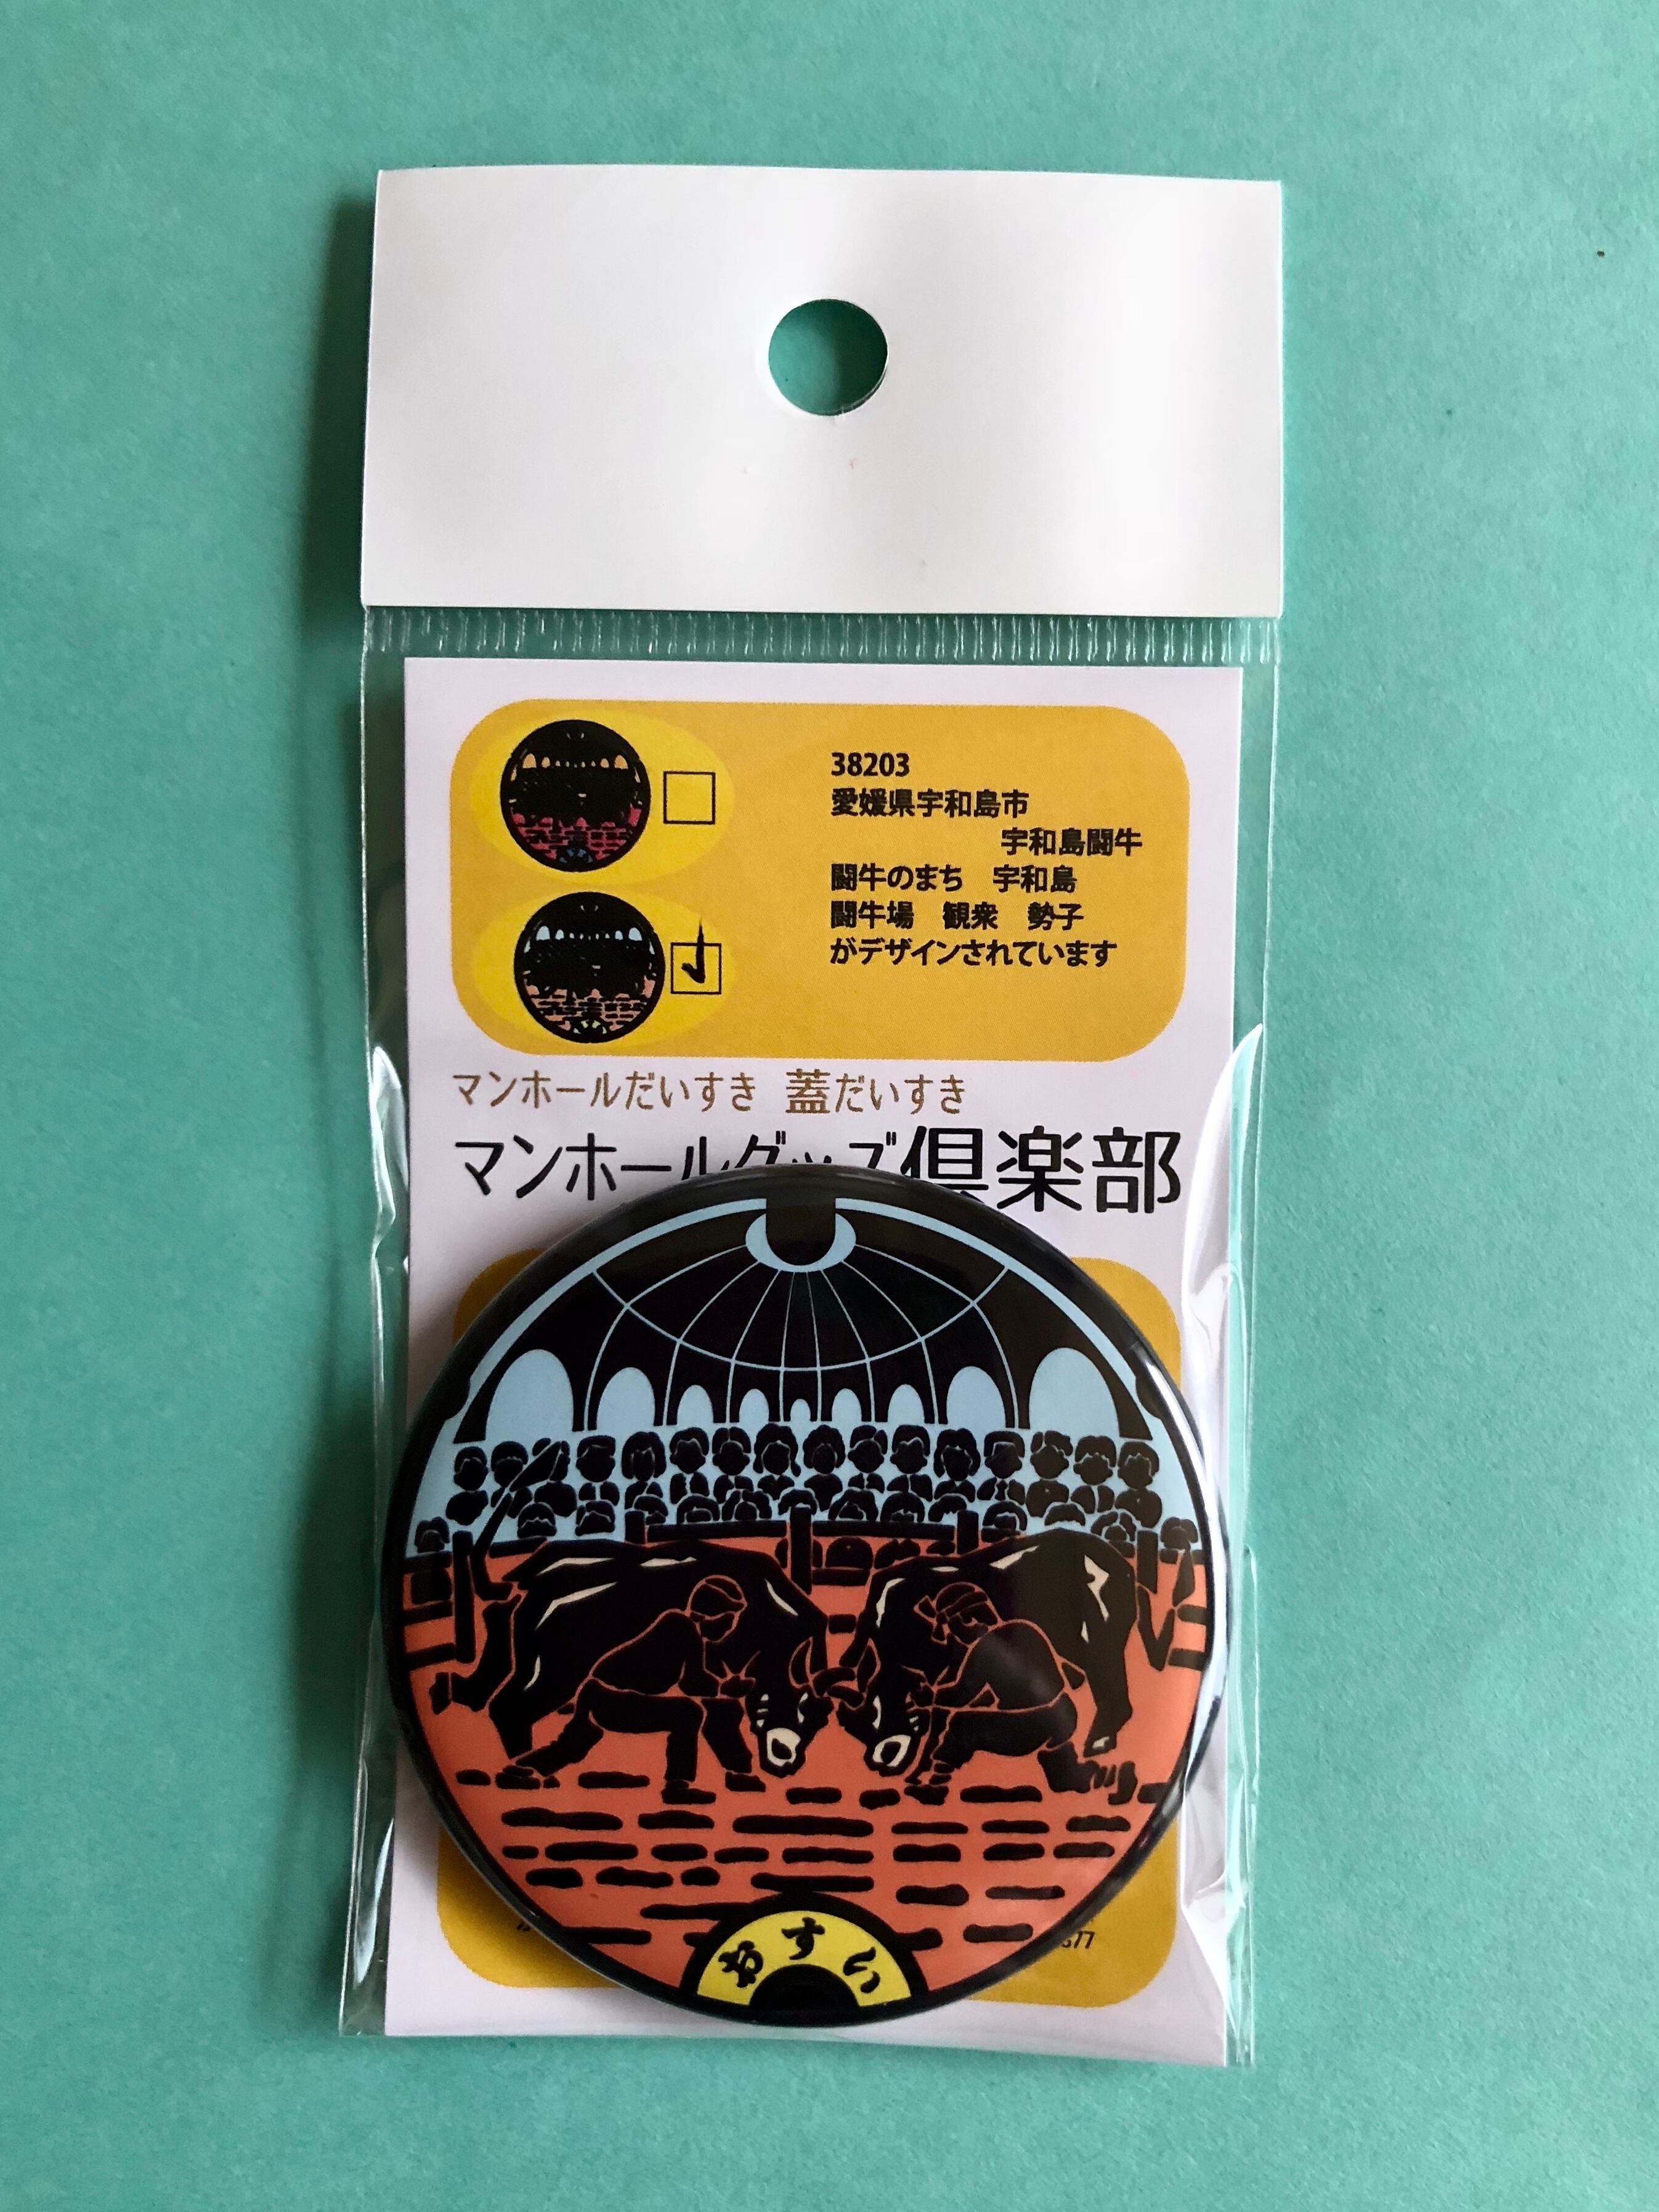 38203
愛媛県宇和島市
宇和島闘牛
闘牛のまち　宇和島
闘牛場　観衆　勢子
がデザインされています
マンホールだいすき 蓋だいすき
マンホールグッズ倶楽部
おすい